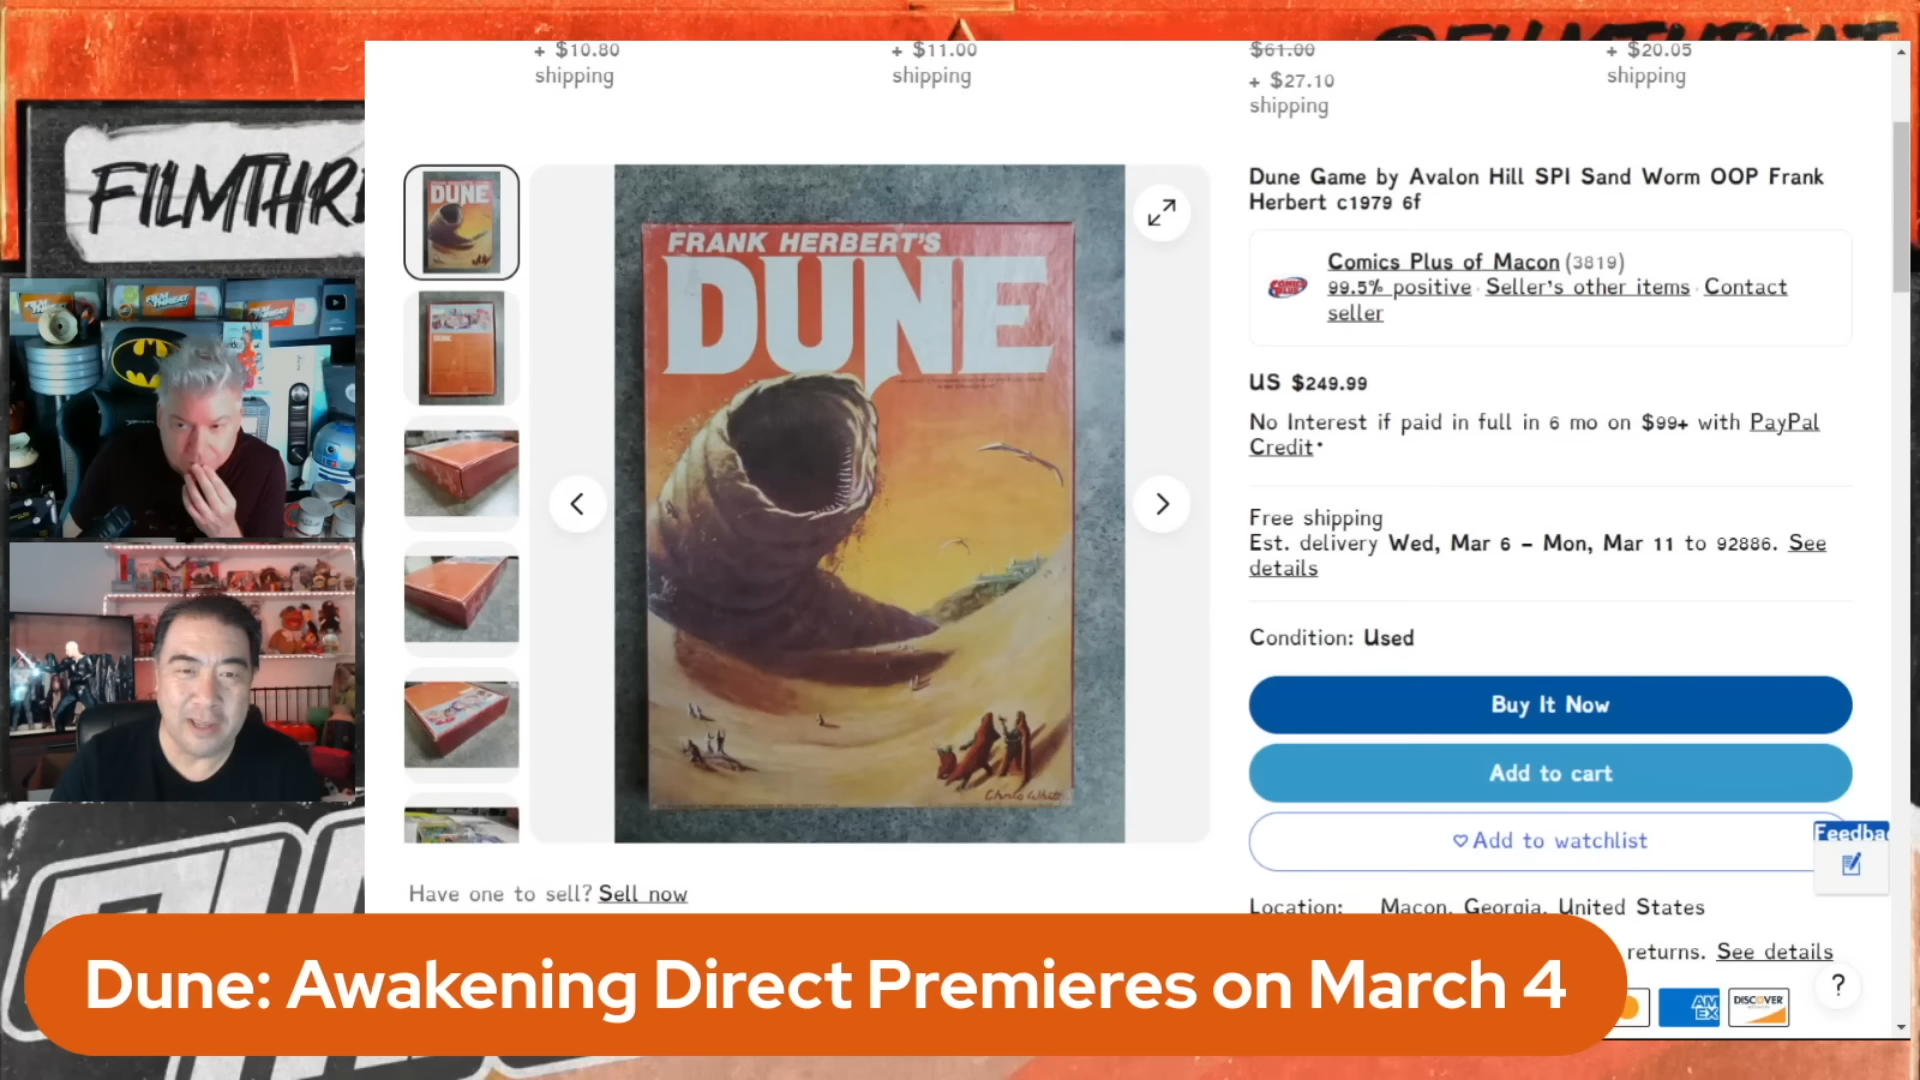 + $10.80
shipping
+ $11.00
shipping
$61.00
+ $27.10
shipping
+ $20.05
shipping
FILMTHR
DUNE
FRANK HERBERT'S
DUNE
Dune Game by Avalon Hill SPI Sand Worm OOP Frank
Herbert c1979 6f
Comics Plus of Macon (3819)
99.5% positive · Seller's other items · Contact
seller
US $249.99
No Interest if paid in full in 6 mo on $99+ with PayPal
Credit*
Free shipping
Est. delivery Wed, Mar 6 – Mon, Mar 11 to 92886. See
details
Condition: Used
Buy It Now
Add to cart
Add to watchlist
Feedba
Have one to sell? Sell now
Location: Macon, Georgia, United States
returns. See details
?
AM
EX
DISCOVER
Dune: Awakening Direct Premieres on March 4